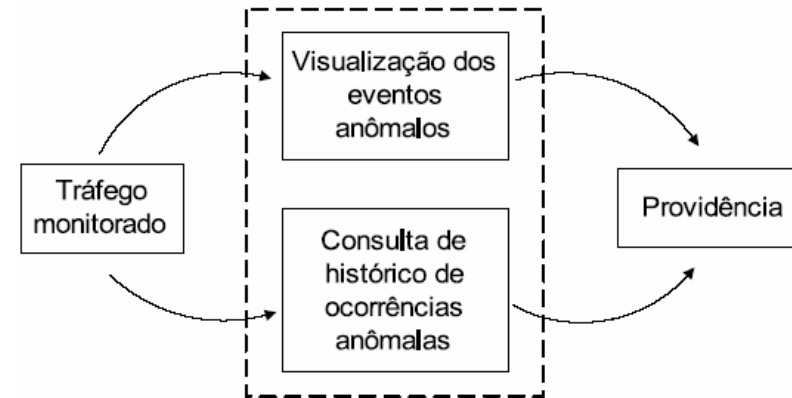 Visualização dos
eventos
anômalos
Tráfego
monitorado
Consulta de
histórico de
ocorrências
anômalas
Providência